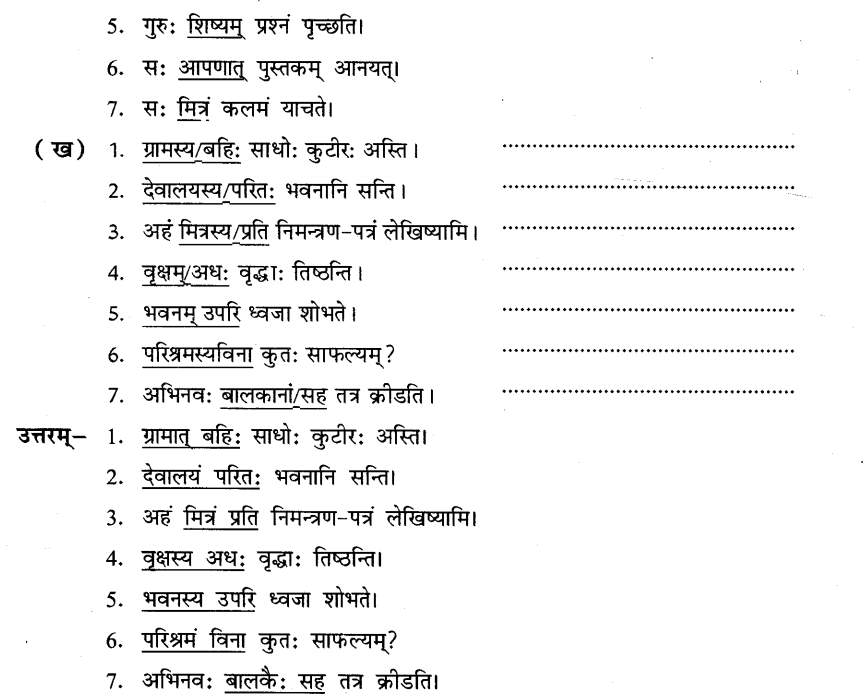 5. गुरुः शिष्यम् प्रश्नं पृच्छति।
6. सः आपणात् पुस्तकम् आनयत्।
7. सः मित्रं कलमं याचते।
(ख) 1. ग्रामस्य/बहिः साधोः कुटीरः अस्ति। ................................................
2. देवालयस्य/परितः भवनानि सन्ति। ................................................
3. अहं मित्रस्य/प्रति निमन्त्रण-पत्रं लेखिष्यामि। ................................................
4. वृक्षम्/अधः वृद्धाः तिष्ठन्ति। ................................................
5. भवनम् उपरि ध्वजा शोभते। ................................................
6. परिश्रमस्यविना कुतः साफल्यम्? ................................................
7. अभिनवः बालकानां/सह तत्र क्रीडति। ................................................
उत्तरम्– 1. ग्रामात् बहिः साधोः कुटीरः अस्ति।
2. देवालयं परितः भवनानि सन्ति।
3. अहं मित्रं प्रति निमन्त्रण-पत्रं लेखिष्यामि।
4. वृक्षस्य अधः वृद्धाः तिष्ठन्ति।
5. भवनस्य उपरि ध्वजा शोभते।
6. परिश्रमं विना कुतः साफल्यम्?
7. अभिनवः बालकैः सह तत्र क्रीडति।